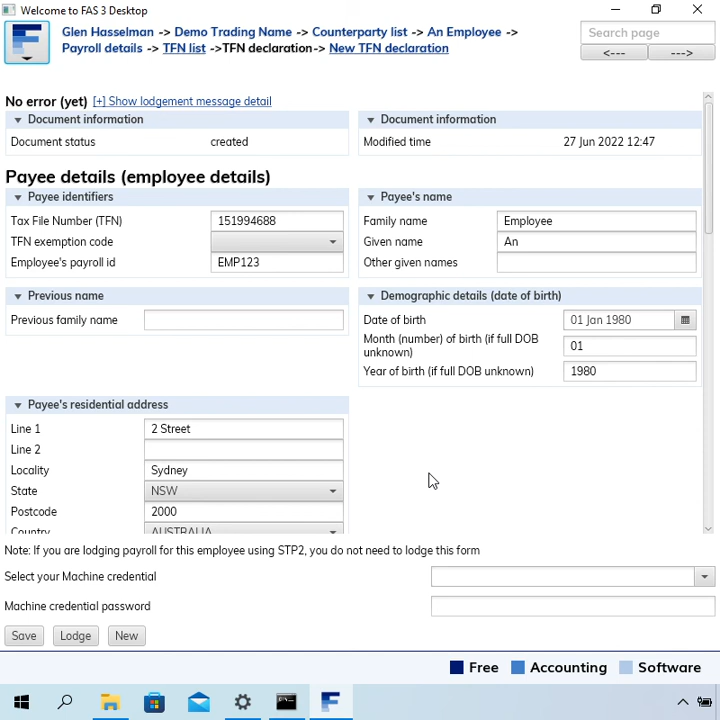 Welcome to FAS 3 Desktop
Glen Hasselman -> Demo Trading Name -> Counterparty list -> An Employee ->
Payroll details -> TFN list ->TFN declaration-> New TFN declaration
Search page
<---
--->
No error (yet) [+] Show lodgement message detail
Document information
Document status created
Document information
Modified time 27 Jun 2022 12:47
Payee details (employee details)
Payee identifiers
Tax File Number (TFN) 151994688
TFN exemption code
Employee's payroll id EMP123
Payee's name
Family name Employee
Given name An
Other given names
Previous name
Previous family name
Demographic details (date of birth)
Date of birth 01 Jan 1980
Month (number) of birth (if full DOB
unknown) 01
Year of birth (if full DOB unknown) 1980
Payee's residential address
Line 1 2 Street
Line 2
Locality Sydney
State NSW
Postcode 2000
Country AUSTRALIA
Note: If you are lodging payroll for this employee using STP2, you do not need to lodge this form
Select your Machine credential
Machine credential password
Save Lodge New
Free Accounting Software